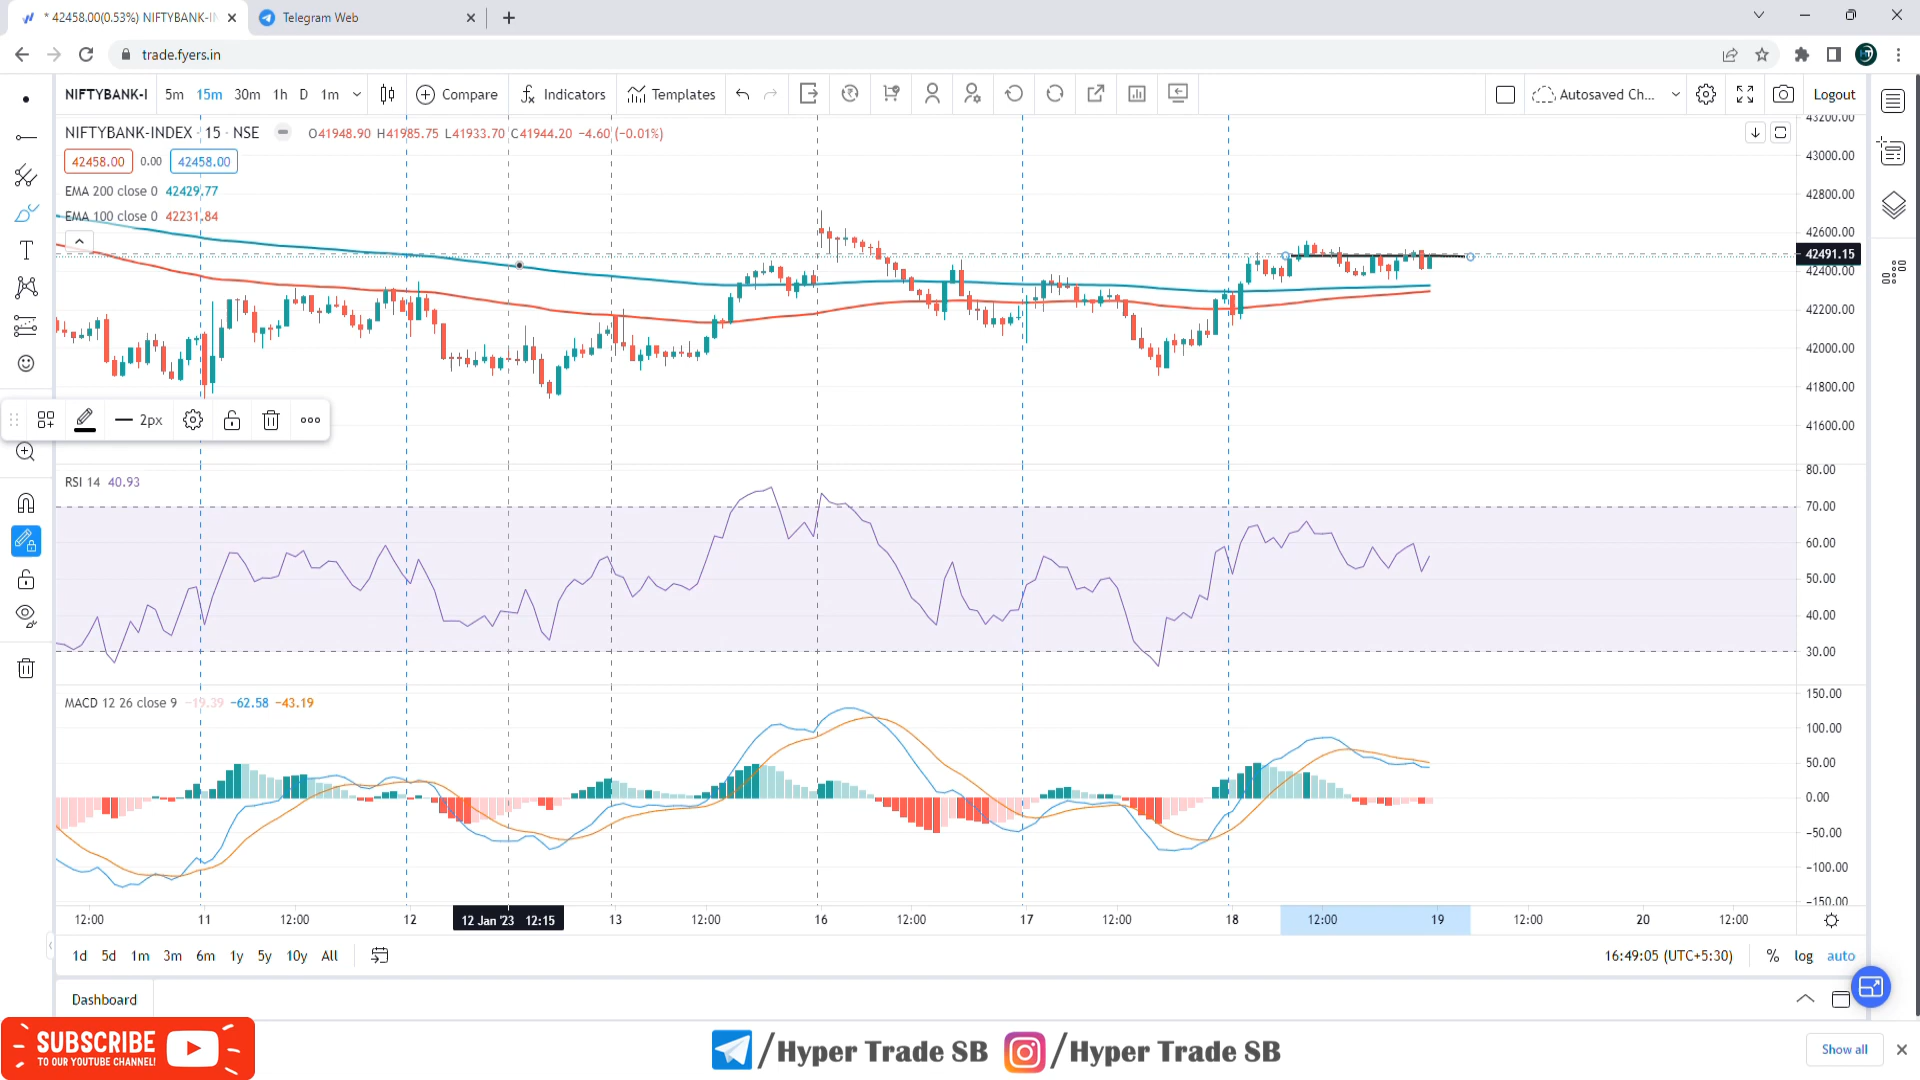 * 42458.00(0.53%) NIFTYBANK-IN
Telegram Web
trade.fyers.in
NIFTYBANK-I 5m 15m 30m 1h D 1m Compare Indicators Templates Autosaved Ch... Logout
NIFTYBANK-INDEX · 15 · NSE O41948.90 H41985.75 L41933.70 C41944.20 −4.60 (−0.01%)
42458.00 0.00 42458.00
EMA 200 close 0 42429.77
EMA 100 close 0 42231.84
43200.00
43000.00
42800.00
42600.00
42491.15
42400.00
42200.00
42000.00
41800.00
41600.00
2px
RSI 14 40.93
80.00
70.00
60.00
50.00
40.00
30.00
MACD 12 26 close 9 −19.39 −62.58 −43.19
150.00
100.00
50.00
0.00
−50.00
−100.00
−150.00
12:00 11 12:00 12 12 Jan '23 12:15 13 12:00 16 12:00 17 12:00 18 12:00 19 12:00 20 12:00
1d 5d 1m 3m 6m 1y 5y 10y All 16:49:05 (UTC+5:30) % log auto
Dashboard
SUBSCRIBE
TO OUR YOUTUBE CHANNEL!
/Hyper Trade SB /Hyper Trade SB
Show all